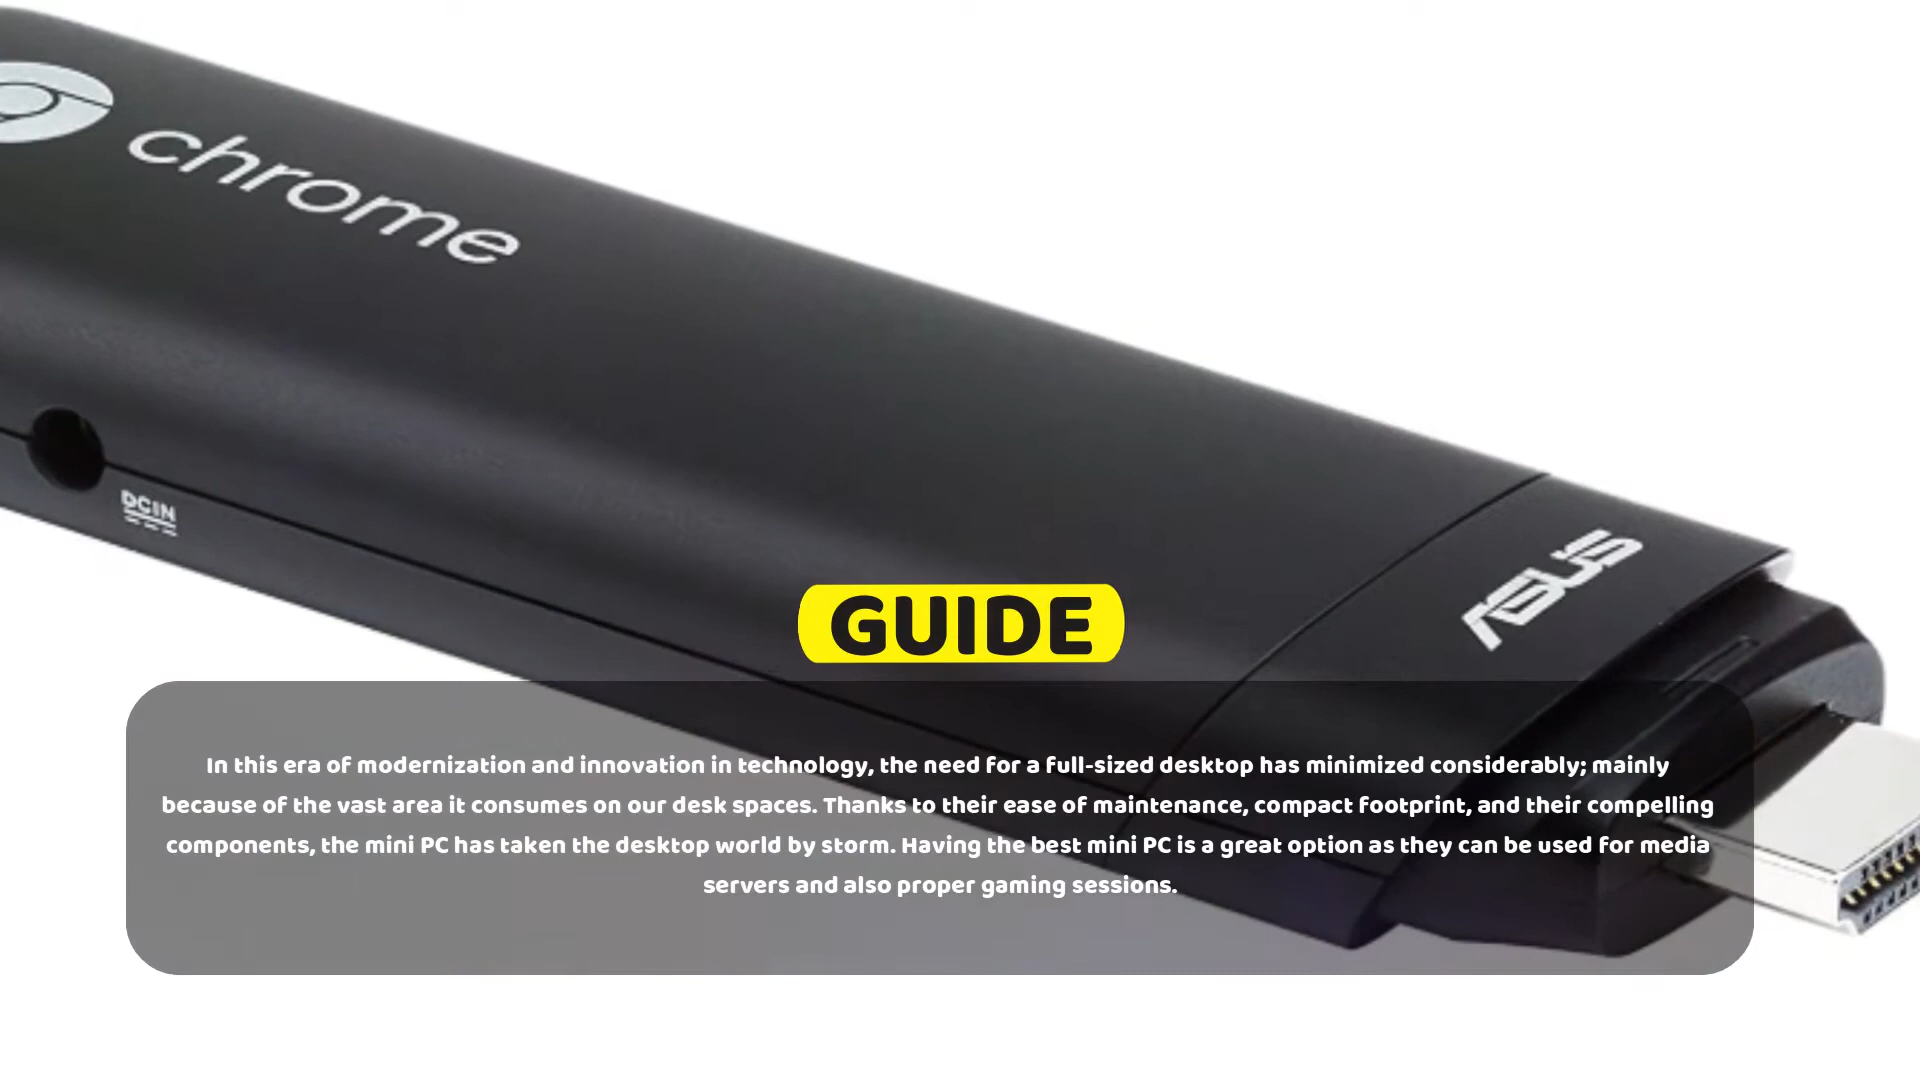 chrome
DC IN
ASUS
GUIDE
In this era of modernization and innovation in technology, the need for a full-sized desktop has minimized considerably; mainly
because of the vast area it consumes on our desk spaces. Thanks to their ease of maintenance, compact footprint, and their compelling
components, the mini PC has taken the desktop world by storm. Having the best mini PC is a great option as they can be used for media
servers and also proper gaming sessions.